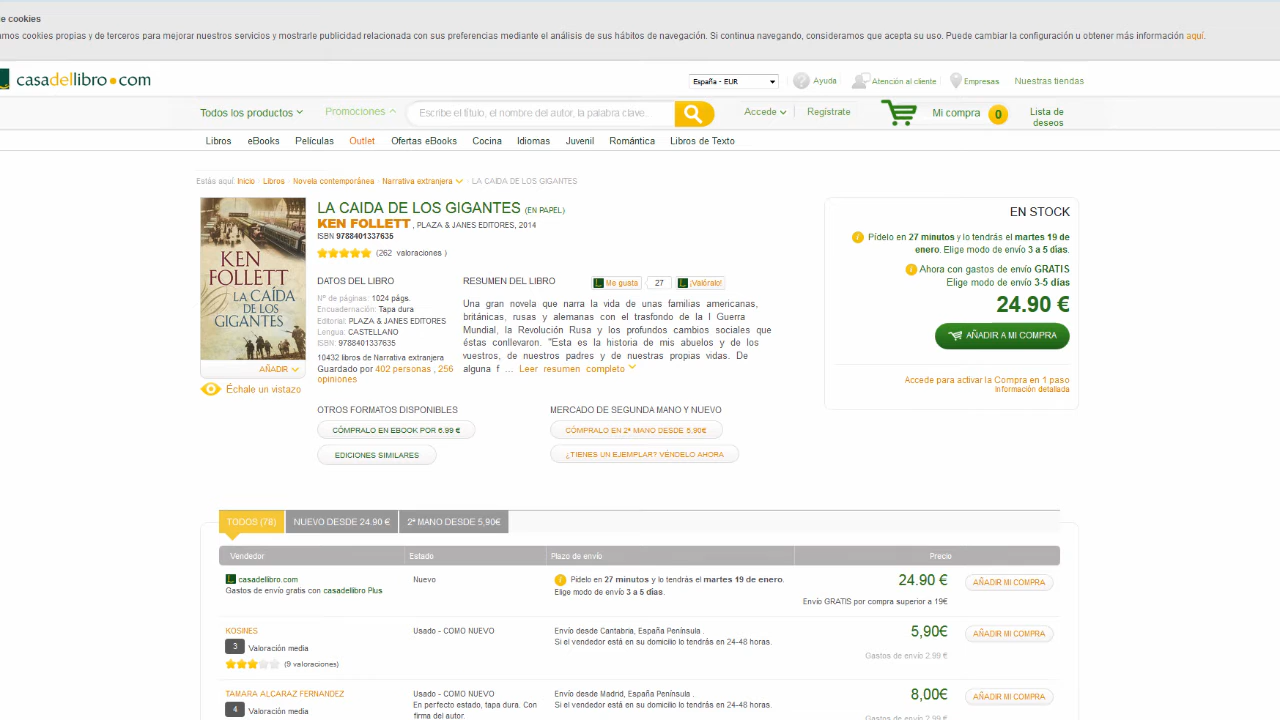 e cookies
mos cookies propias y de terceros para mejorar nuestros servicios y mostrarle publicidad relacionada con sus preferencias mediante el análisis de sus hábitos de navegación. Si continua navegando, consideramos que acepta su uso. Puede cambiar la configuración u obtener más información aquí.
casadellibro.com
España - EUR
Ayuda
Atención al cliente
Empresas
Nuestras tiendas
Todos los productos
Promociones
Escribe el título, el nombre del autor, la palabra clave...
Accede
Regístrate
Mi compra
0
Lista de
deseos
Libros eBooks Películas Outlet Ofertas eBooks Cocina Idiomas Juvenil Romántica Libros de Texto
Estás aquí: Inicio › Libros › Novela contemporánea › Narrativa extranjera › LA CAIDA DE LOS GIGANTES
KEN
FOLLETT
LA CAÍDA
DE LOS
GIGANTES
AÑADIR
Échale un vistazo
LA CAIDA DE LOS GIGANTES (EN PAPEL)
KEN FOLLETT , PLAZA & JANES EDITORES, 2014
ISBN 9788401337635
(262 valoraciones )
DATOS DEL LIBRO
Nº de páginas: 1024 págs.
Encuadernación: Tapa dura
Editorial: PLAZA & JANES EDITORES
Lengua: CASTELLANO
ISBN: 9788401337635
10432 libros de Narrativa extranjera
Guardado por 402 personas , 256
opiniones
RESUMEN DEL LIBRO
Me gusta
27
¡Valóralo!
Una gran novela que narra la vida de unas familias americanas,
británicas, rusas y alemanas con el trasfondo de la I Guerra
Mundial, la Revolución Rusa y los profundos cambios sociales que
éstas conllevaron. "Esta es la historia de mis abuelos y de los
vuestros, de nuestros padres y de nuestras propias vidas. De
alguna f ... Leer resumen completo
OTROS FORMATOS DISPONIBLES
CÓMPRALO EN EBOOK POR 6.99 €
EDICIONES SIMILARES
MERCADO DE SEGUNDA MANO Y NUEVO
CÓMPRALO EN 2ª MANO DESDE 5,90€
¿TIENES UN EJEMPLAR? VÉNDELO AHORA
EN STOCK
Pídelo en 27 minutos y lo tendrás el martes 19 de
enero. Elige modo de envío 3 a 5 días.
Ahora con gastos de envío GRATIS
Elige modo de envío 3-5 días
24.90 €
AÑADIR A MI COMPRA
Accede para activar la Compra en 1 paso
Información detallada
TODOS (78)
NUEVO DESDE 24.90 €
2ª MANO DESDE 5,90€
Vendedor Estado Plazo de envío Precio
casadellibro.com
Gastos de envío gratis con casadellibro Plus
Nuevo
Pídelo en 27 minutos y lo tendrás el martes 19 de enero.
Elige modo de envío 3 a 5 días.
24.90 €
Envío GRATIS por compra superior a 19€
AÑADIR MI COMPRA
KOSINES
3 Valoración media
(9 valoraciones)
Usado - COMO NUEVO
Envío desde Cantabria, España Península .
Si el vendedor está en su domicilio lo tendrás en 24-48 horas.
5,90€
Gastos de envío 2.99 €
AÑADIR MI COMPRA
TAMARA ALCARAZ FERNANDEZ
4 Valoración media
Usado - COMO NUEVO
En perfecto estado, tapa dura. Con
firma del autor.
Envío desde Madrid, España Península .
Si el vendedor está en su domicilio lo tendrás en 24-48 horas.
8,00€
Gastos de envío 2.99 €
AÑADIR MI COMPRA